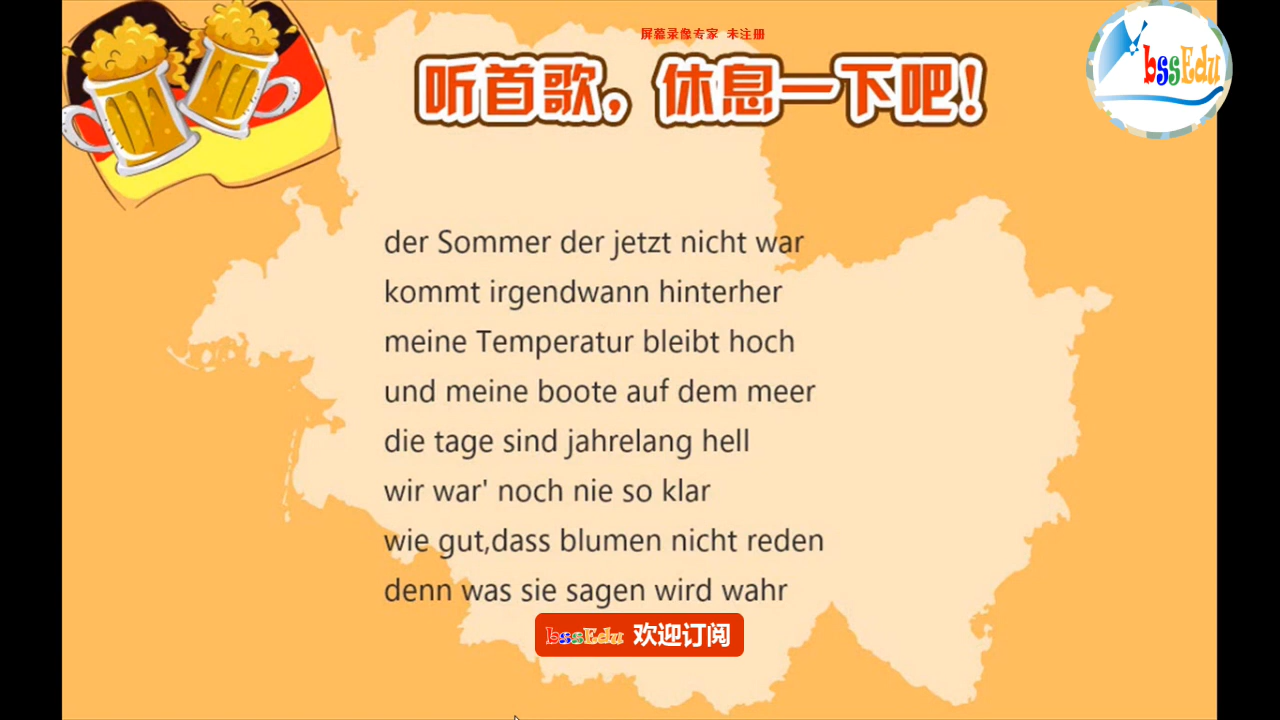 屏幕录像专家 未注册
听首歌，休息一下吧！
bssEdu
der Sommer der jetzt nicht war
kommt irgendwann hinterher
meine Temperatur bleibt hoch
und meine boote auf dem meer
die tage sind jahrelang hell
wir war' noch nie so klar
wie gut,dass blumen nicht reden
denn was sie sagen wird wahr
bssEdu 欢迎订阅